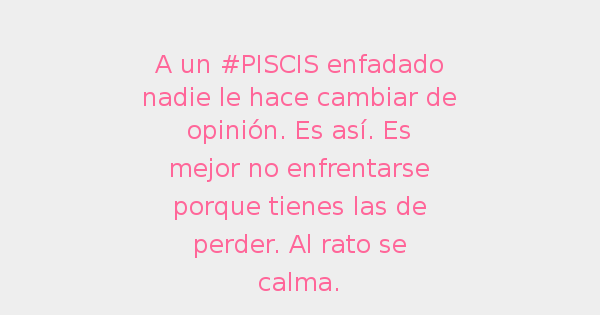 A un #PISCIS enfadado
nadie le hace cambiar de
opinión. Es así. Es
mejor no enfrentarse
porque tienes las de
perder. Al rato se
calma.